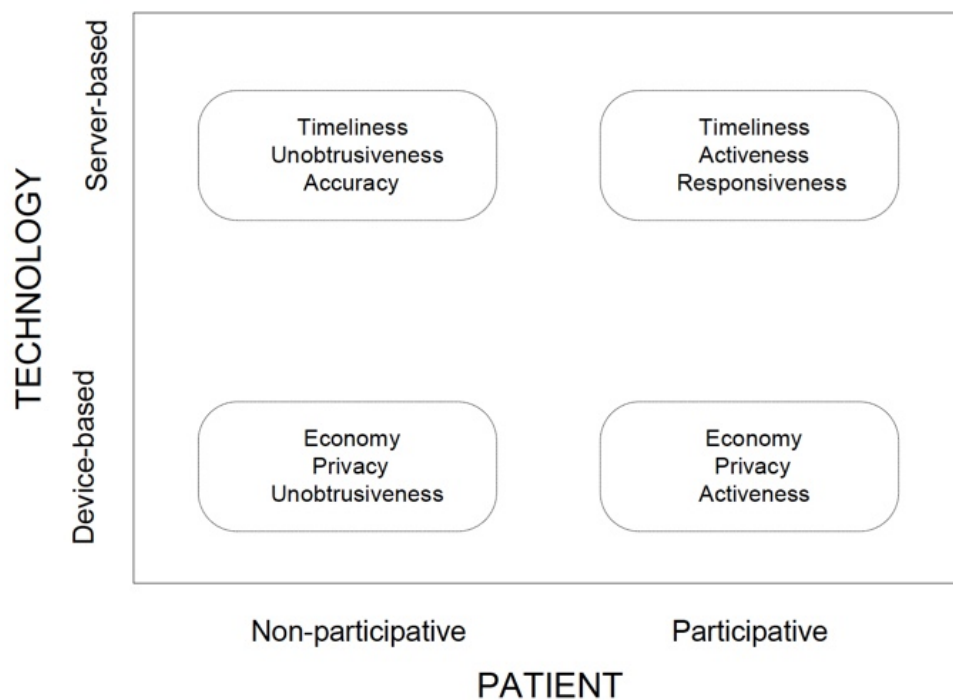 TECHNOLOGY
Server-based
Timeliness
Unobtrusiveness
Accuracy
Timeliness
Activeness
Responsiveness
Device-based
Economy
Privacy
Unobtrusiveness
Economy
Privacy
Activeness
Non-participative
Participative
PATIENT